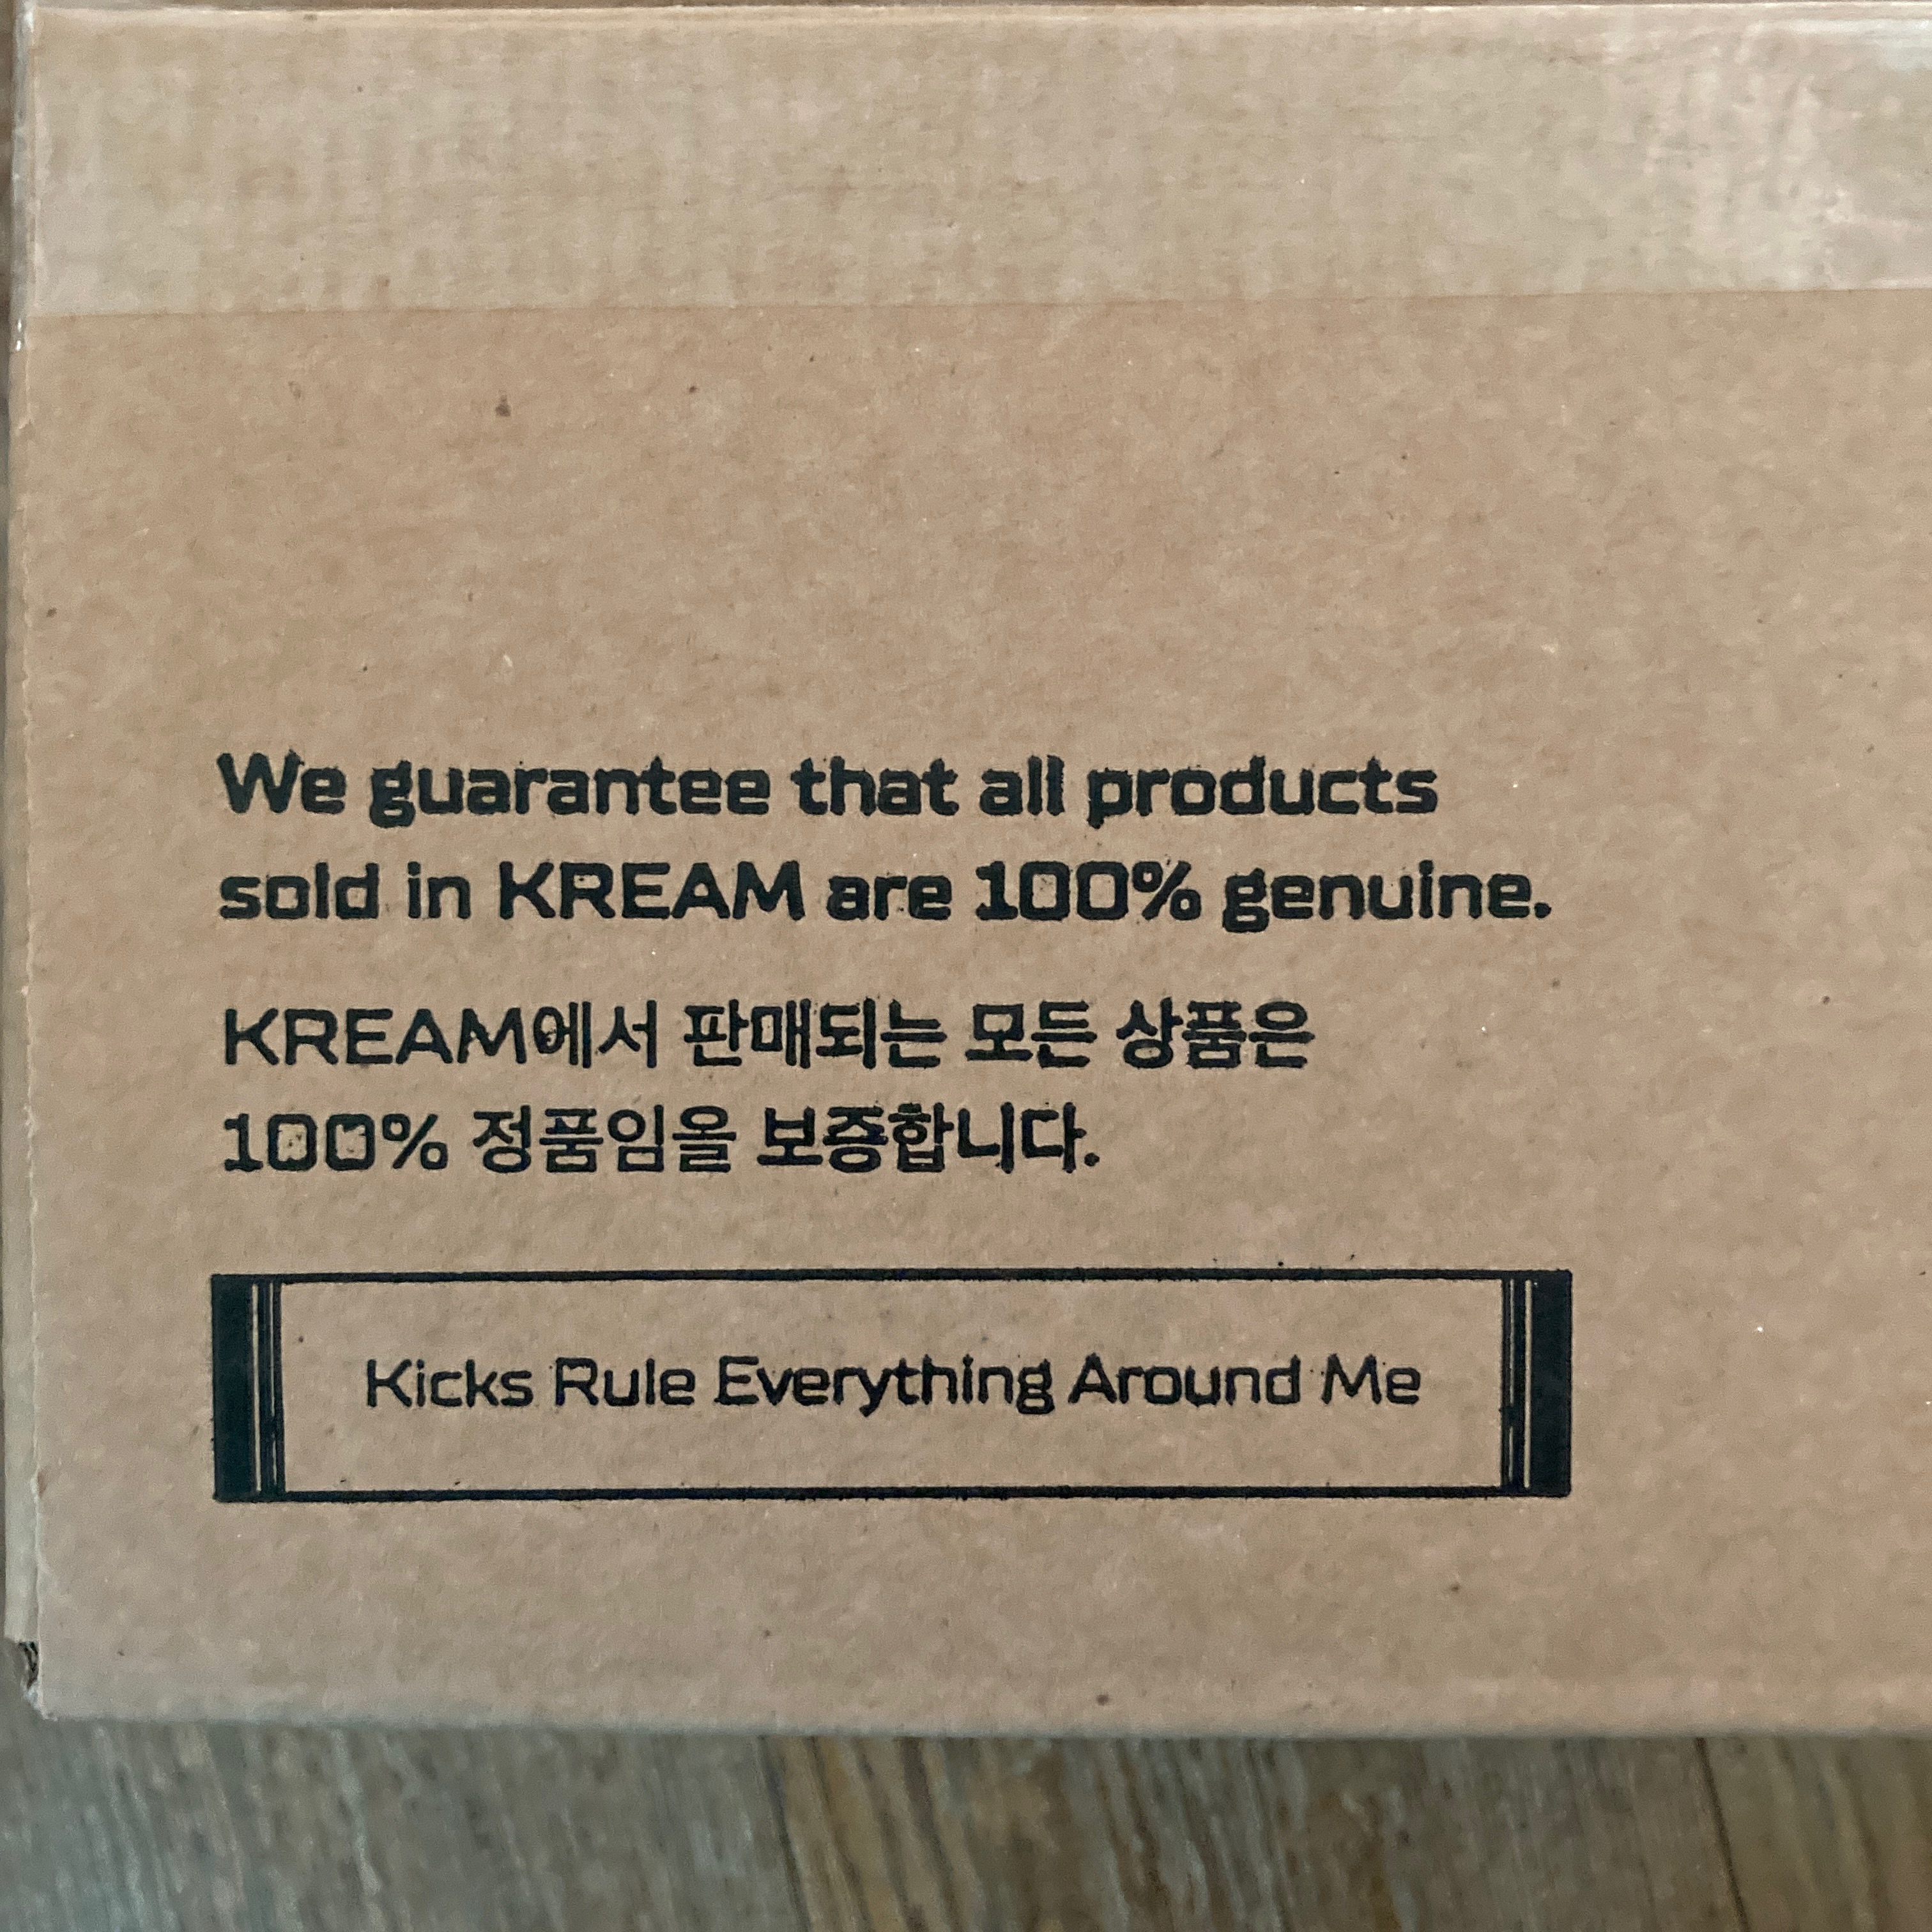 We guarantee that all products
sold in KREAM are 100% genuine.
KREAM에서 판매되는 모든 상품은
100% 정품임을 보증합니다.
Kicks Rule Everything Around Me